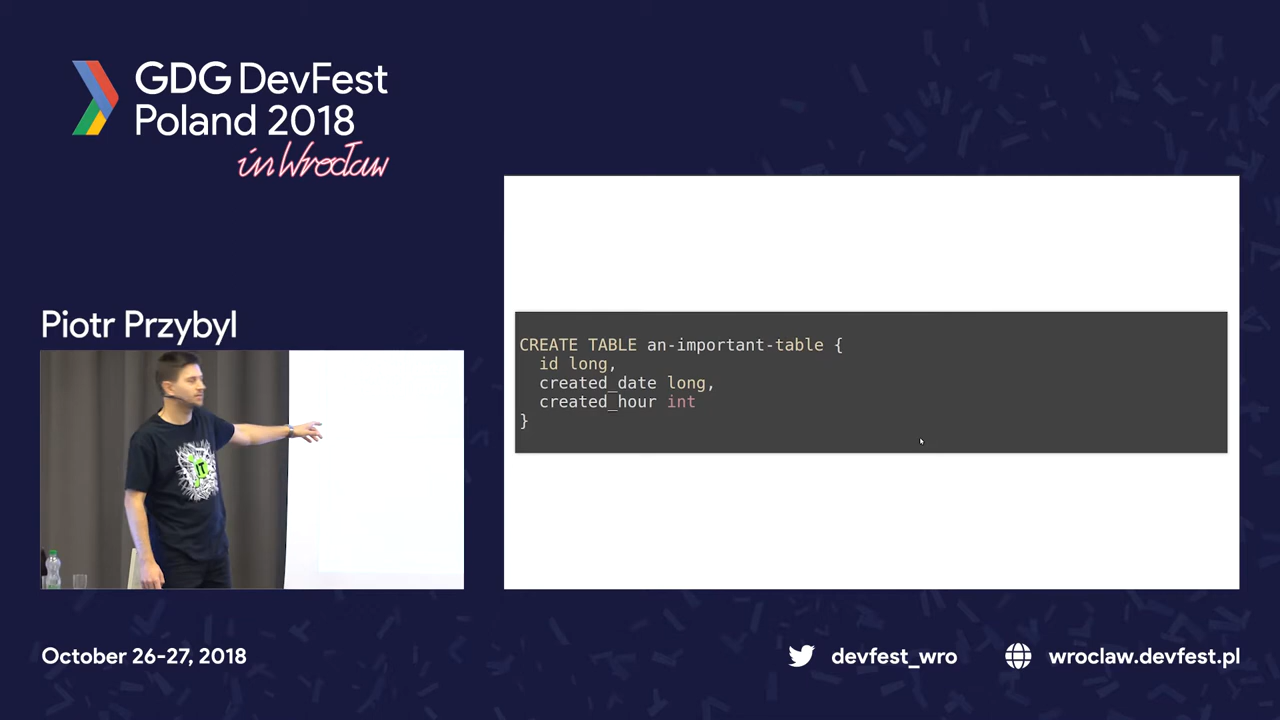 GDG DevFest
Poland 2018
in Wrocław
Piotr Przybyl
IT
CREATE TABLE an-important-table {
  id long,
  created_date long,
  created_hour int
}
October 26-27, 2018
devfest_wro
wroclaw.devfest.pl